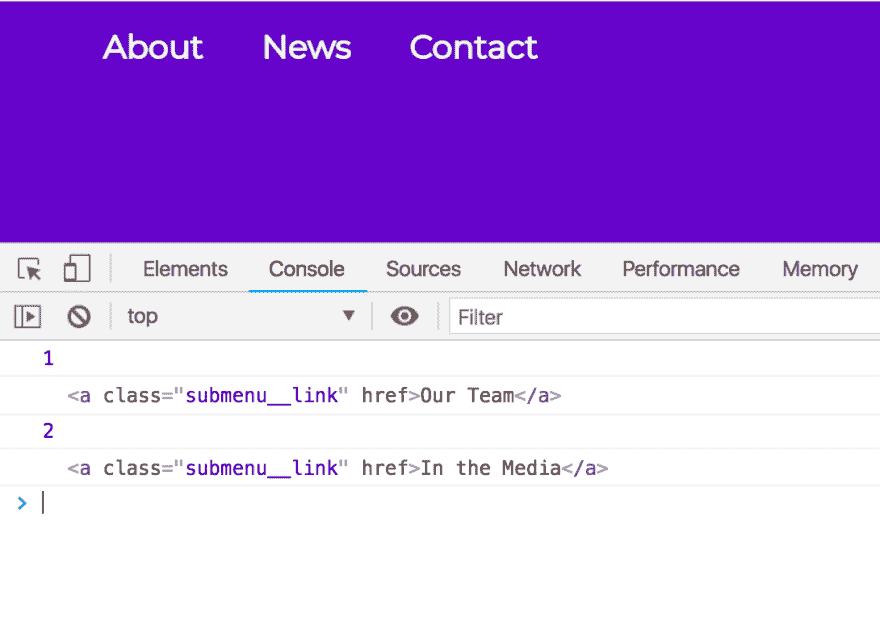 About News Contact
Elements Console Sources Network Performance Memory
top ▼ Filter
1
<a class="submenu__link" href>Our Team</a>
2
<a class="submenu__link" href>In the Media</a>
>